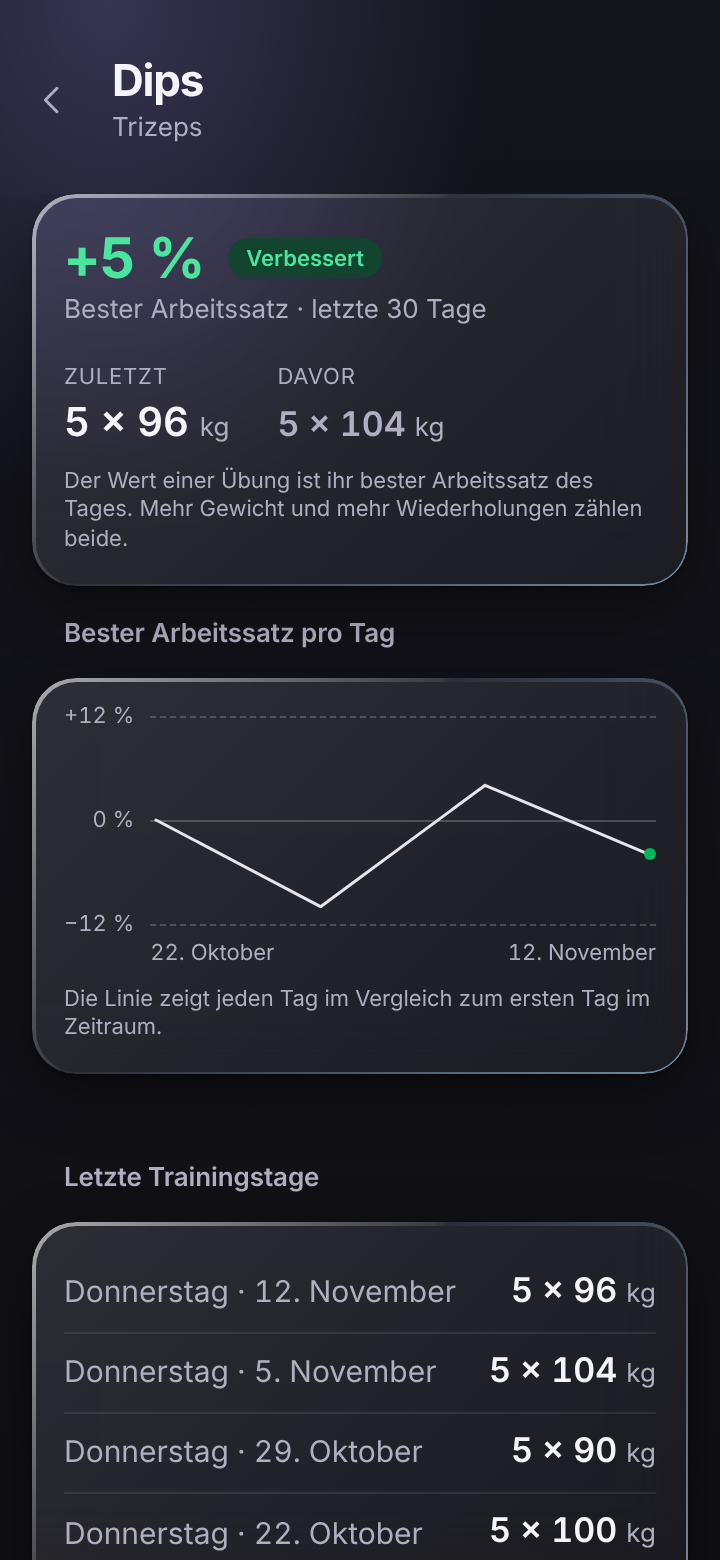 Dips
Trizeps
+5 % Verbessert
Bester Arbeitssatz · letzte 30 Tage
ZULETZT DAVOR
5 × 96 kg 5 × 104 kg
Der Wert einer Übung ist ihr bester Arbeitssatz des
Tages. Mehr Gewicht und mehr Wiederholungen zählen
beide.
Bester Arbeitssatz pro Tag
+12 %
0 %
−12 %
22. Oktober 12. November
Die Linie zeigt jeden Tag im Vergleich zum ersten Tag im
Zeitraum.
Letzte Trainingstage
Donnerstag · 12. November 5 × 96 kg
Donnerstag · 5. November 5 × 104 kg
Donnerstag · 29. Oktober 5 × 90 kg
Donnerstag · 22. Oktober 5 × 100 kg